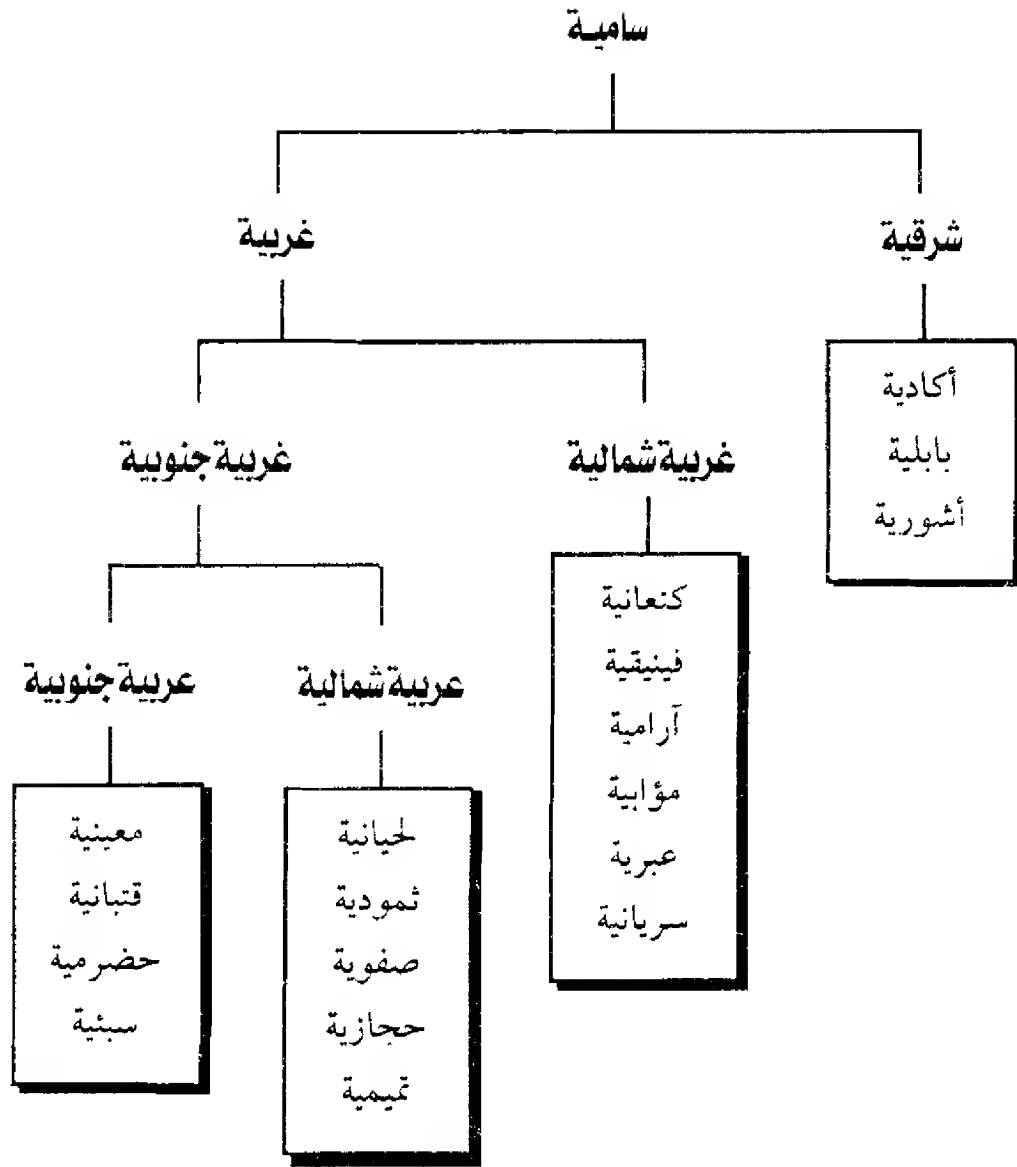 سامية
شرقية
غربية
أكادية
بابلية
أشورية
غربية شمالية
غربية جنوبية
كنعانية
فينيقية
آرامية
مؤابية
عبرية
سريانية
عربية شمالية
عربية جنوبية
لحيانية
ثمودية
صفوية
حجازية
تميمية
معينية
قتبانية
حضرمية
سبئية